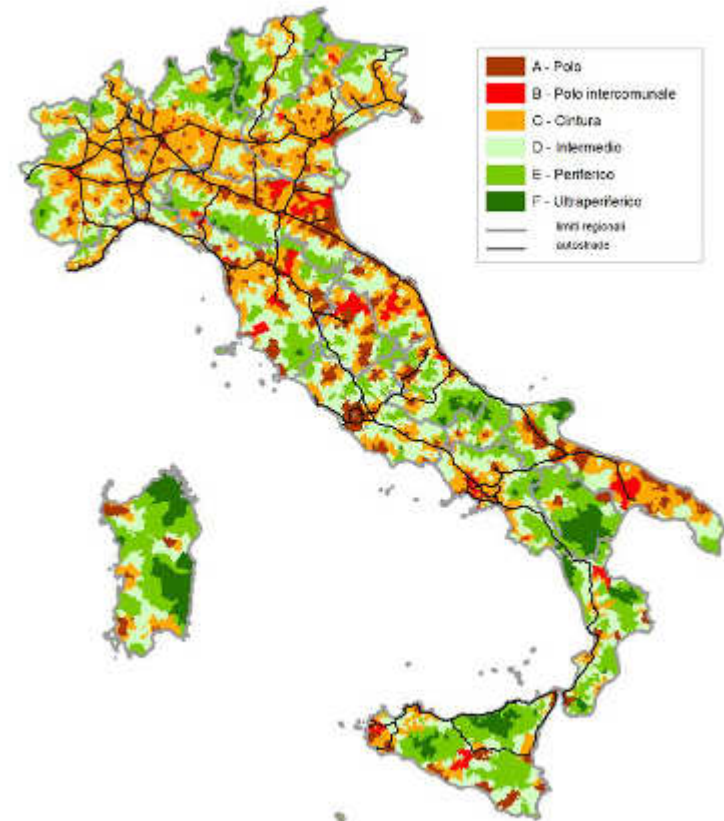 A - Polo
B - Polo intercomunale
C - Cintura
D - Intermedio
E - Periferico
F - Ultraperiferico
limiti regionali
autostrade